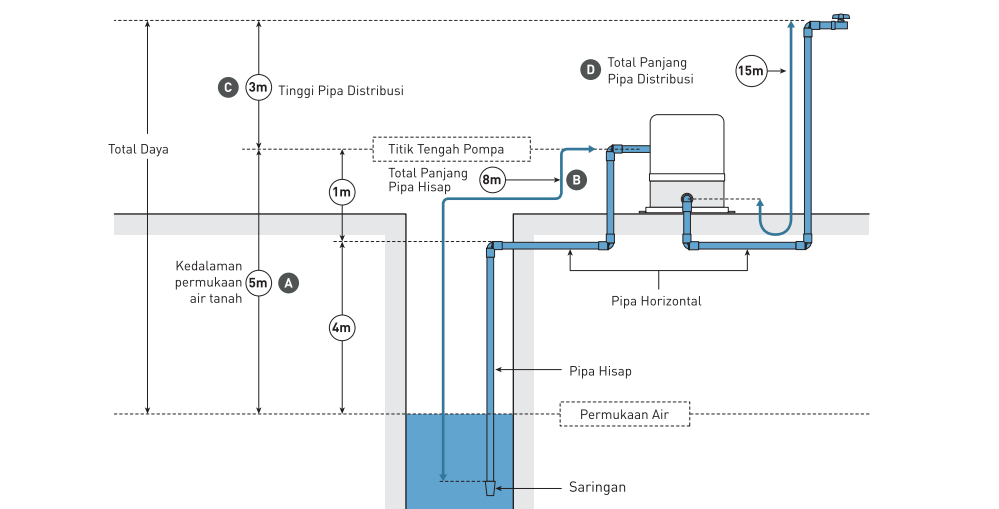 D
Total Panjang
Pipa Distribusi
15m
C
3m
Tinggi Pipa Distribusi
Total Daya
Titik Tengah Pompa
Total Panjang
Pipa Hisap
8m
B
1m
Kedalaman
permukaan
air tanah
5m
A
Pipa Horizontal
4m
Pipa Hisap
Permukaan Air
Saringan